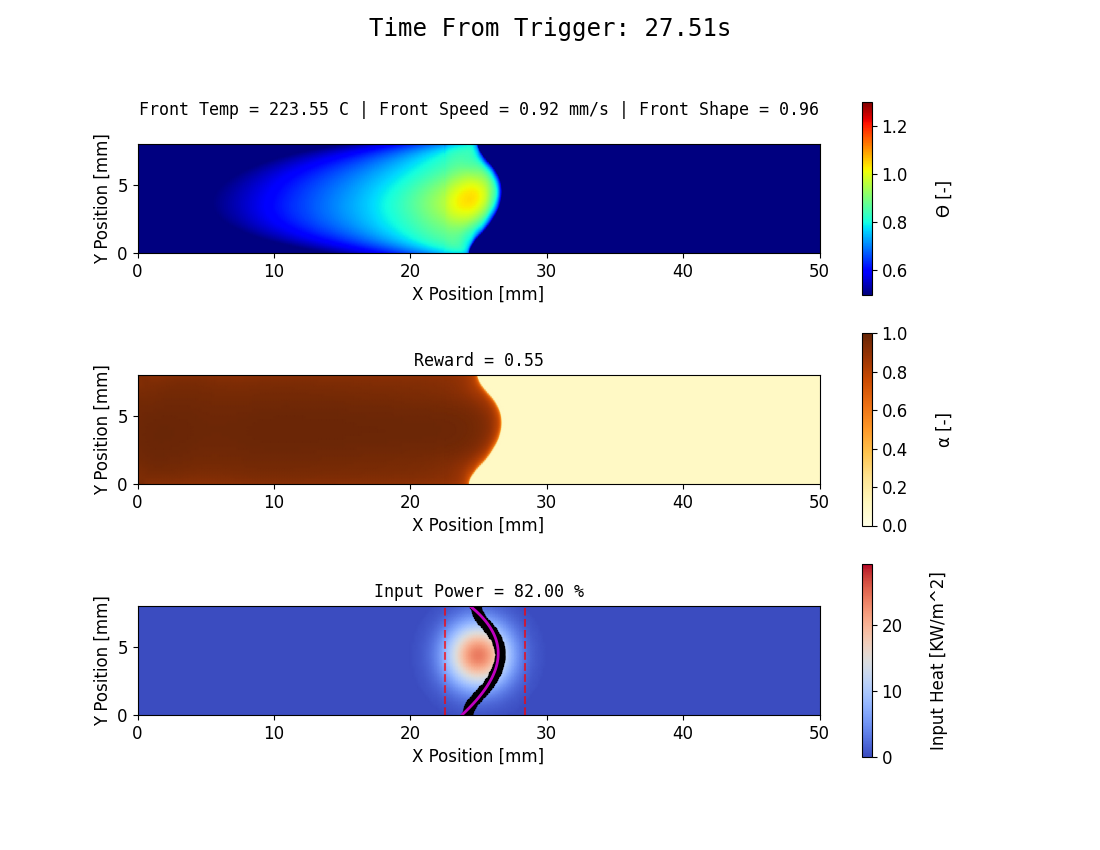 Time From Trigger: 27.51s
Front Temp = 223.55 C | Front Speed = 0.92 mm/s | Front Shape = 0.96
Y Position [mm]
5
0
0 10 20 30 40 50
X Position [mm]
1.2
1.0
0.8
0.6
Θ [-]
Reward = 0.55
Y Position [mm]
5
0
0 10 20 30 40 50
X Position [mm]
1.0
0.8
0.6
0.4
0.2
0.0
α [-]
Input Power = 82.00 %
Y Position [mm]
5
0
0 10 20 30 40 50
X Position [mm]
20
10
0
Input Heat [KW/m^2]